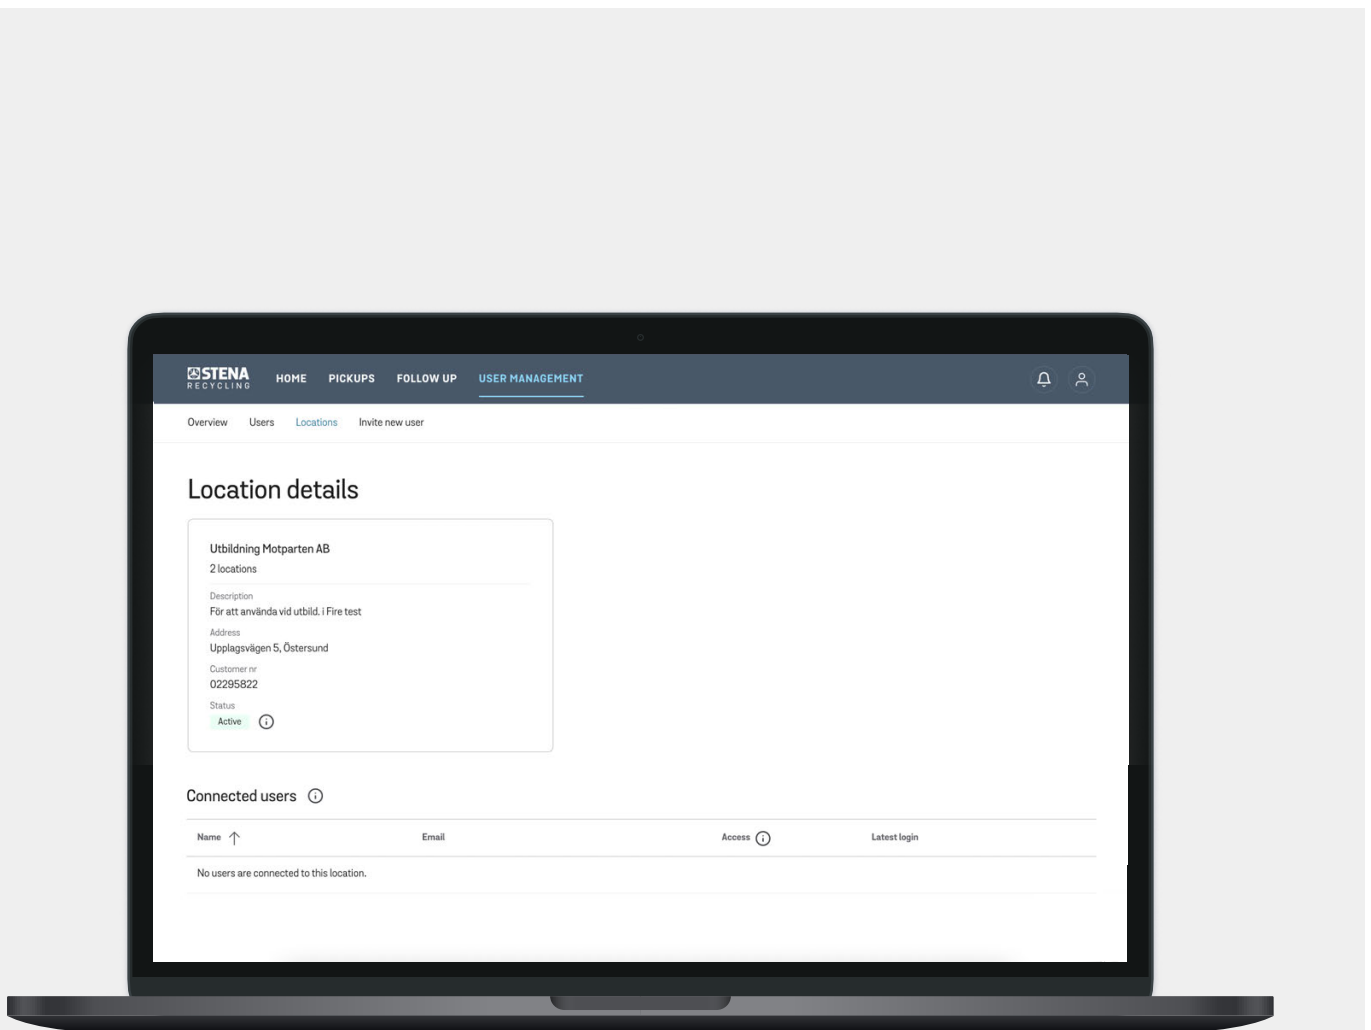 STENA
RECYCLING
HOME PICKUPS FOLLOW UP USER MANAGEMENT
Overview Users Locations Invite new user
Location details
Utbildning Motparten AB
2 locations
Description
För att använda vid utbild. i Fire test
Address
Upplagsvägen 5, Östersund
Customer nr
02295822
Status
Active
Connected users
Name Email Access Latest login
No users are connected to this location.